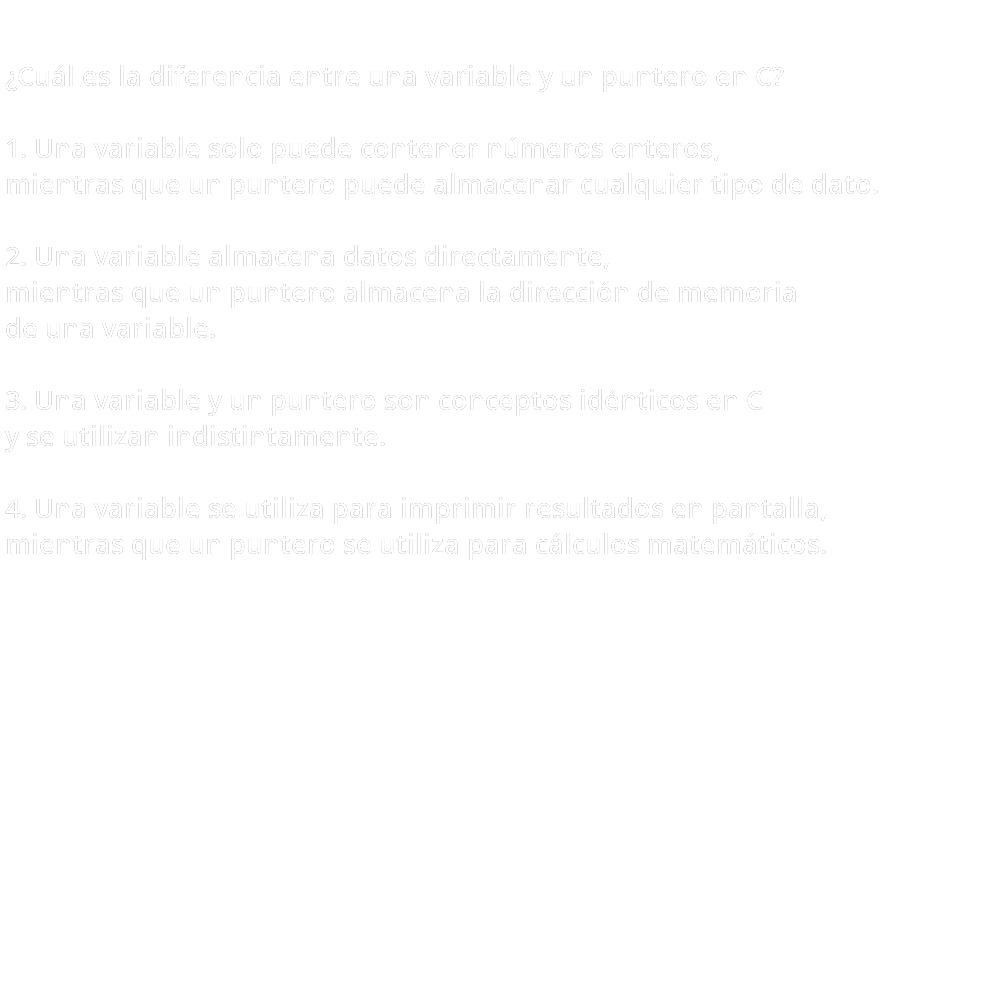 ¿Cuál es la diferencia entre una variable y un puntero en C?
1. Una variable solo puede contener números enteros,
mientras que un puntero puede almacenar cualquier tipo de dato.
2. Una variable almacena datos directamente,
mientras que un puntero almacena la dirección de memoria
de una variable.
3. Una variable y un puntero son conceptos idénticos en C
y se utilizan indistintamente.
4. Una variable se utiliza para imprimir resultados en pantalla,
mientras que un puntero se utiliza para cálculos matemáticos.